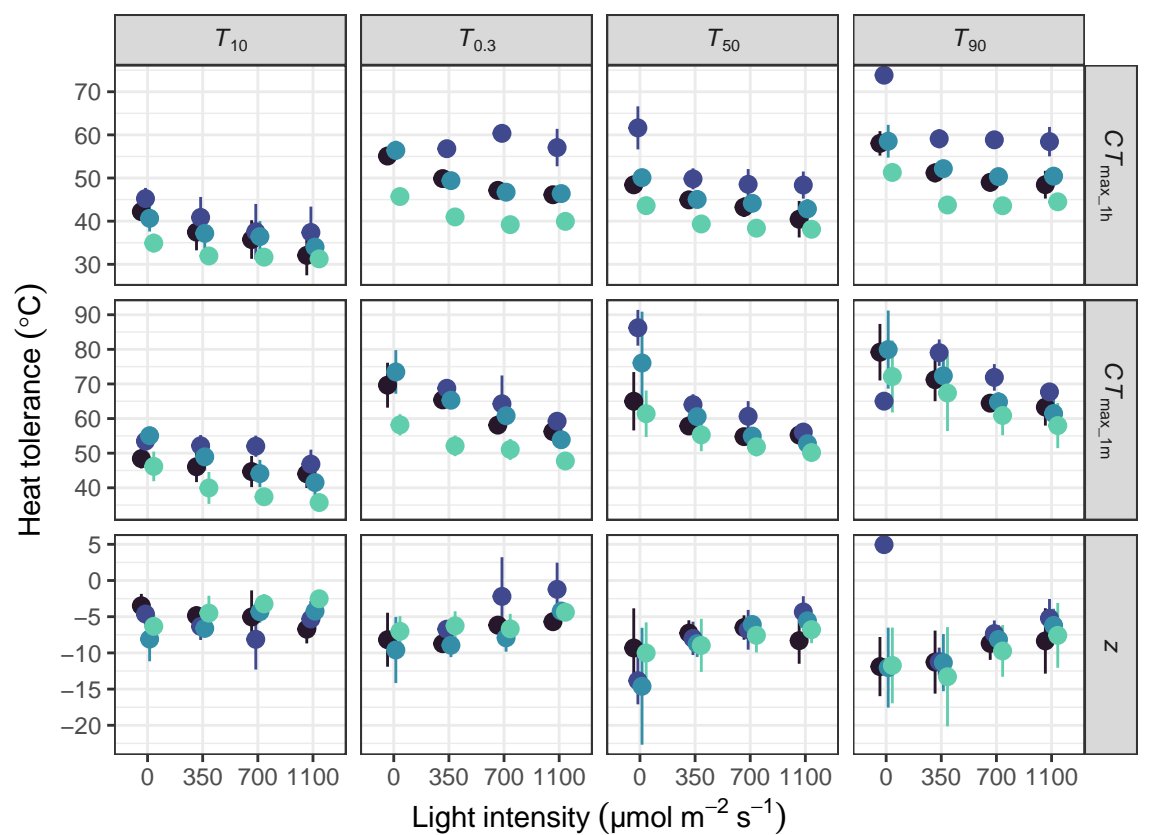 T10 T0.3 T50 T90
70
60
50
40
30
CTmax_1h
90
80
70
60
50
40
CTmax_1m
5
0
−5
−10
−15
−20
z
0 350 700 1100 0 350 700 1100 0 350 700 1100 0 350 700 1100
Heat tolerance (°C)
Light intensity (μmol m−2 s−1)